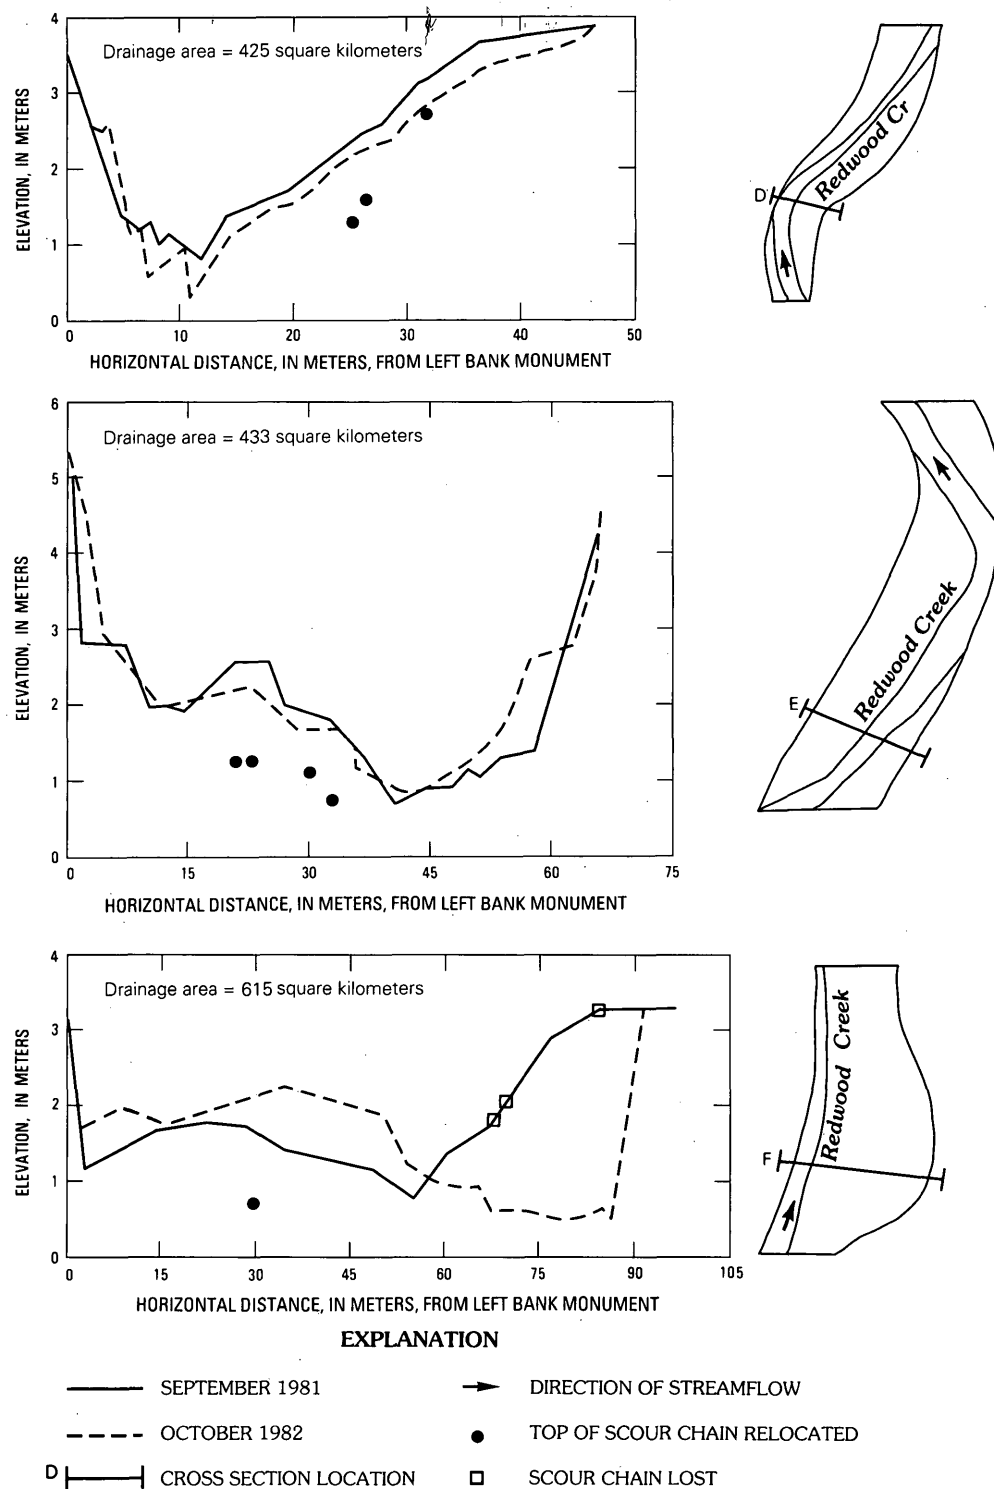 4
Drainage area = 425 square kilometers
3
2
1
0
ELEVATION, IN METERS
0 10 20 30 40 50
HORIZONTAL DISTANCE, IN METERS, FROM LEFT BANK MONUMENT
D
Redwood Cr
6
Drainage area = 433 square kilometers
5
4
3
2
1
0
ELEVATION, IN METERS
0 15 30 45 60 75
HORIZONTAL DISTANCE, IN METERS, FROM LEFT BANK MONUMENT
E
Redwood Creek
4
Drainage area = 615 square kilometers
3
2
1
0
ELEVATION, IN METERS
0 15 30 45 60 75 90 105
HORIZONTAL DISTANCE, IN METERS, FROM LEFT BANK MONUMENT
F
Redwood Creek
EXPLANATION
SEPTEMBER 1981
DIRECTION OF STREAMFLOW
OCTOBER 1982
TOP OF SCOUR CHAIN RELOCATED
D CROSS SECTION LOCATION
SCOUR CHAIN LOST